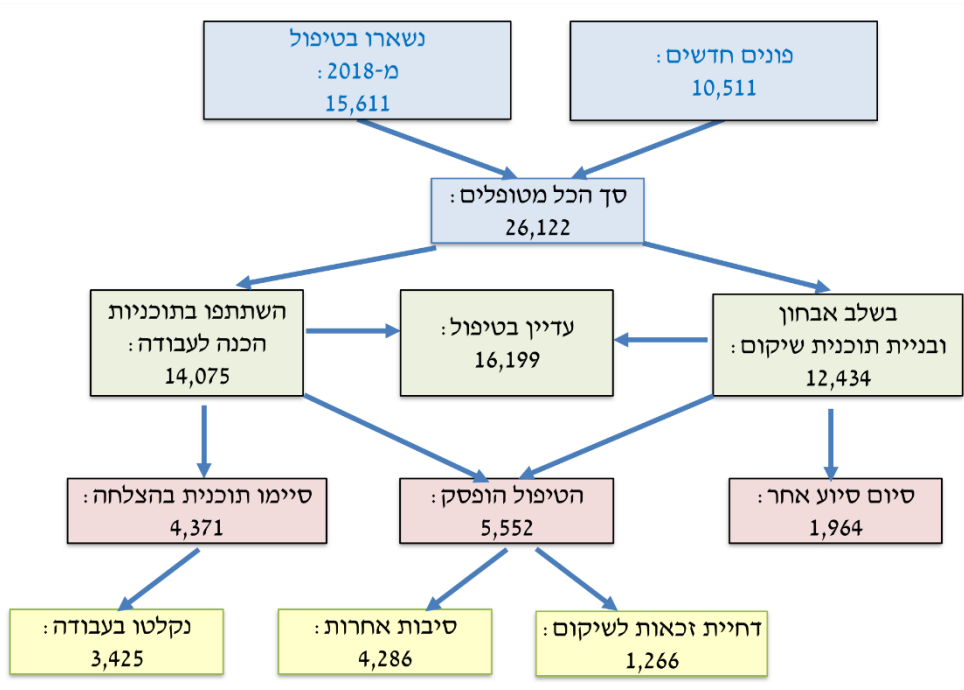 נשארו בטיפול
מ-2018:
15,611
פונים חדשים:
10,511
סך הכל מטופלים:
26,122
השתתפו בתוכניות
הכנה לעבודה:
14,075
עדיין בטיפול:
16,199
בשלב אבחון
ובניית תוכנית שיקום:
12,434
סיימו תוכנית בהצלחה:
4,371
הטיפול הופסק:
5,552
סיום סיוע אחר:
1,964
נקלטו בעבודה:
3,425
סיבות אחרות:
4,286
דחיית זכאות לשיקום:
1,266